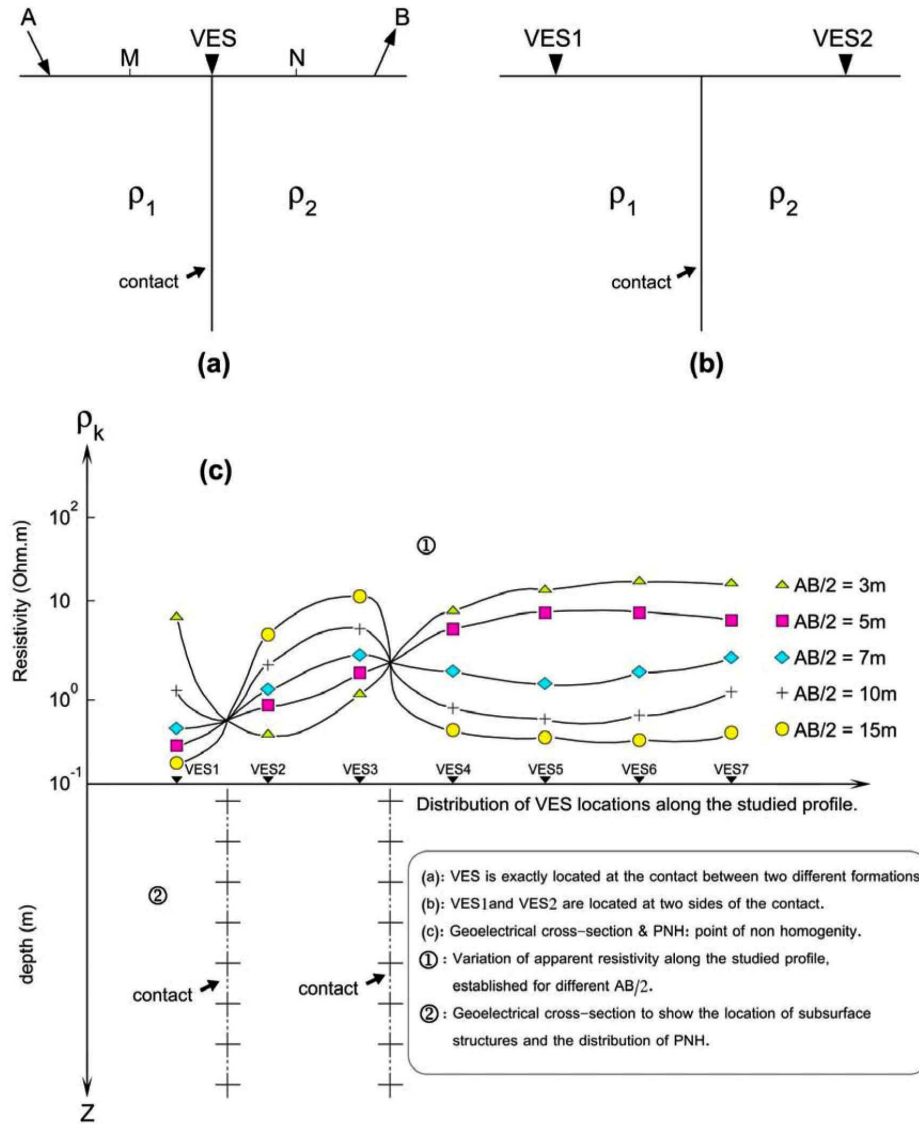 A
VES
B
M
N
ρ1
ρ2
contact
(a)
VES1
VES2
ρ1
ρ2
contact
(b)
ρk
(c)
Resistivity (Ohm.m)
10²
10
10⁰
10⁻¹
①
AB/2 = 3m
AB/2 = 5m
AB/2 = 7m
AB/2 = 10m
AB/2 = 15m
VES1 VES2 VES3 VES4 VES5 VES6 VES7
Distribution of VES locations along the studied profile.
②
depth (m)
contact
contact
Z
(a): VES is exactly located at the contact between two different formations
(b): VES1and VES2 are located at two sides of the contact.
(c): Geoelectrical cross-section & PNH: point of non homogenity.
① : Variation of apparent resistivity along the studied profile,
established for different AB/2.
② : Geoelectrical cross-section to show the location of subsurface
structures and the distribution of PNH.